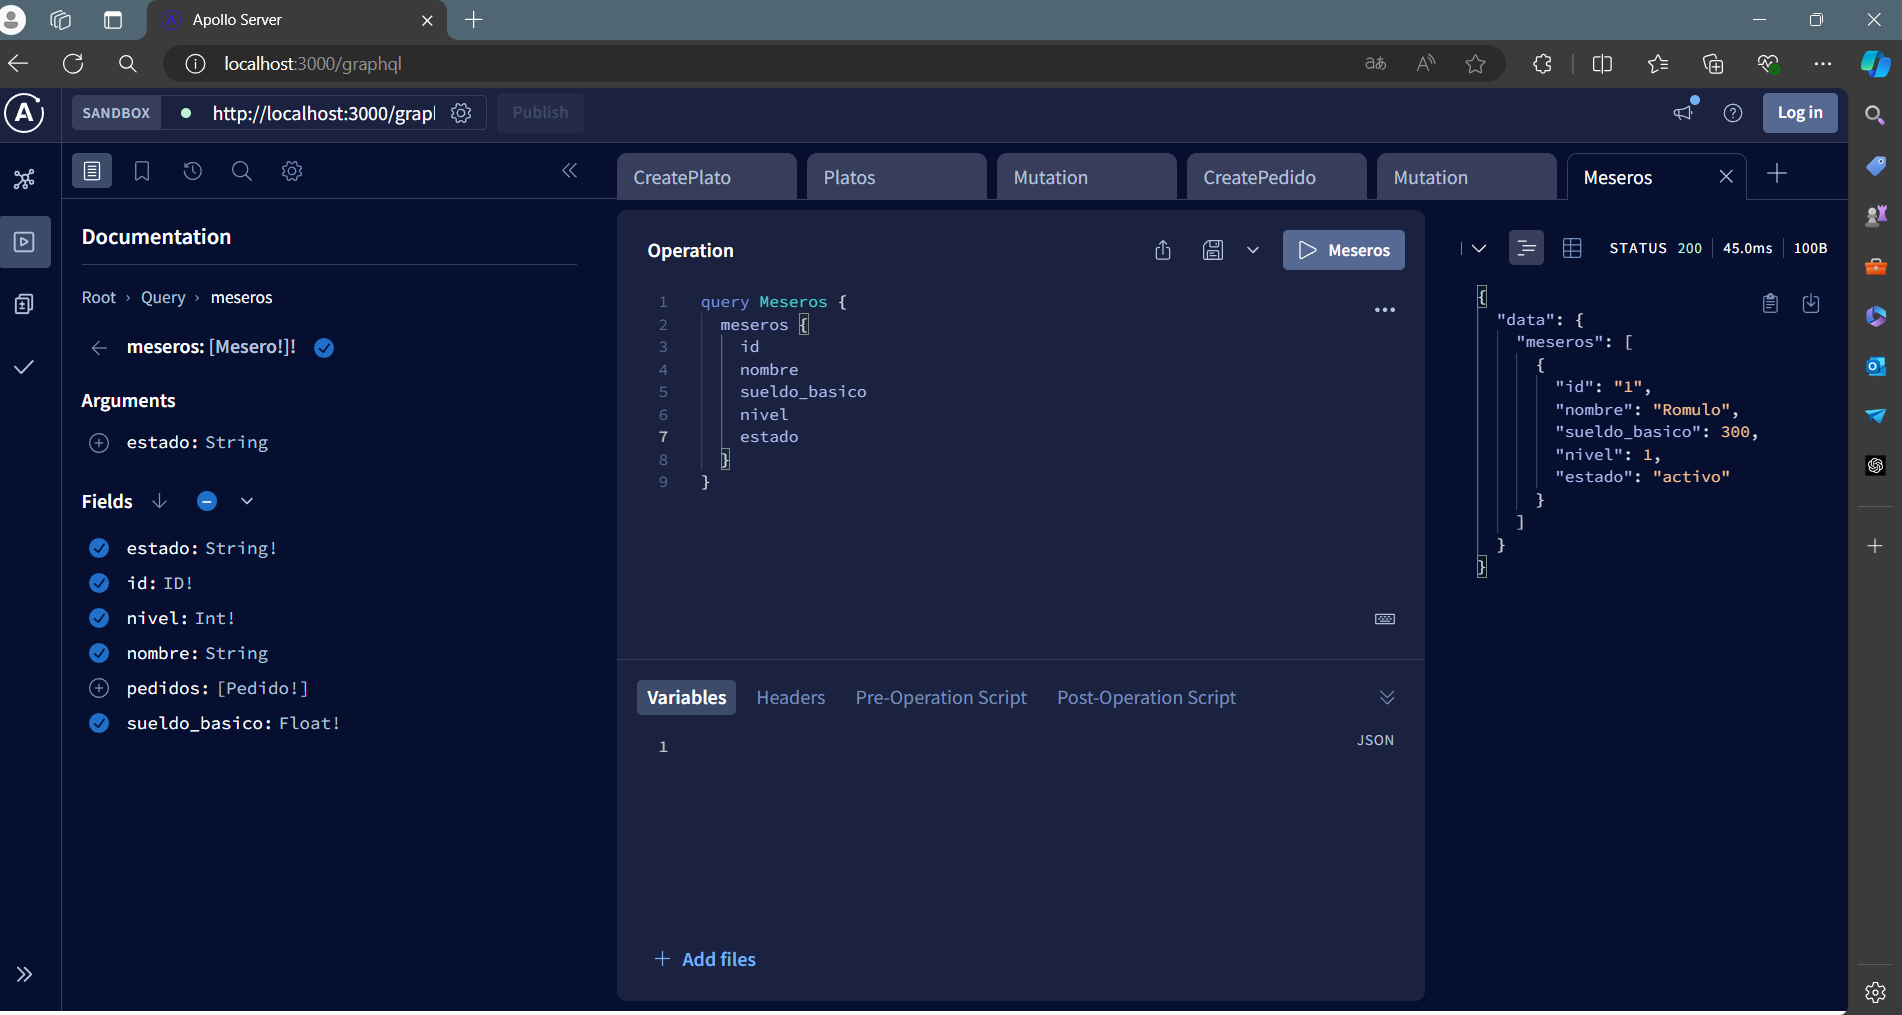 Apollo Server
localhost:3000/graphql
SANDBOX
http://localhost:3000/grapl
Publish
Log in
CreatePlato
Platos
Mutation
CreatePedido
Mutation
Meseros
Documentation
Root › Query › meseros
meseros: [Mesero!]!
Arguments
estado: String
Fields
estado: String!
id: ID!
nivel: Int!
nombre: String
pedidos: [Pedido!]
sueldo_basico: Float!
Operation
Meseros
1 query Meseros {
2 meseros {
3 id
4 nombre
5 sueldo_basico
6 nivel
7 estado
8 }
9 }
Variables
Headers
Pre-Operation Script
Post-Operation Script
JSON
1
Add files
STATUS 200
45.0ms
100B
{
"data": {
"meseros": [
{
"id": "1",
"nombre": "Romulo",
"sueldo_basico": 300,
"nivel": 1,
"estado": "activo"
}
]
}
}